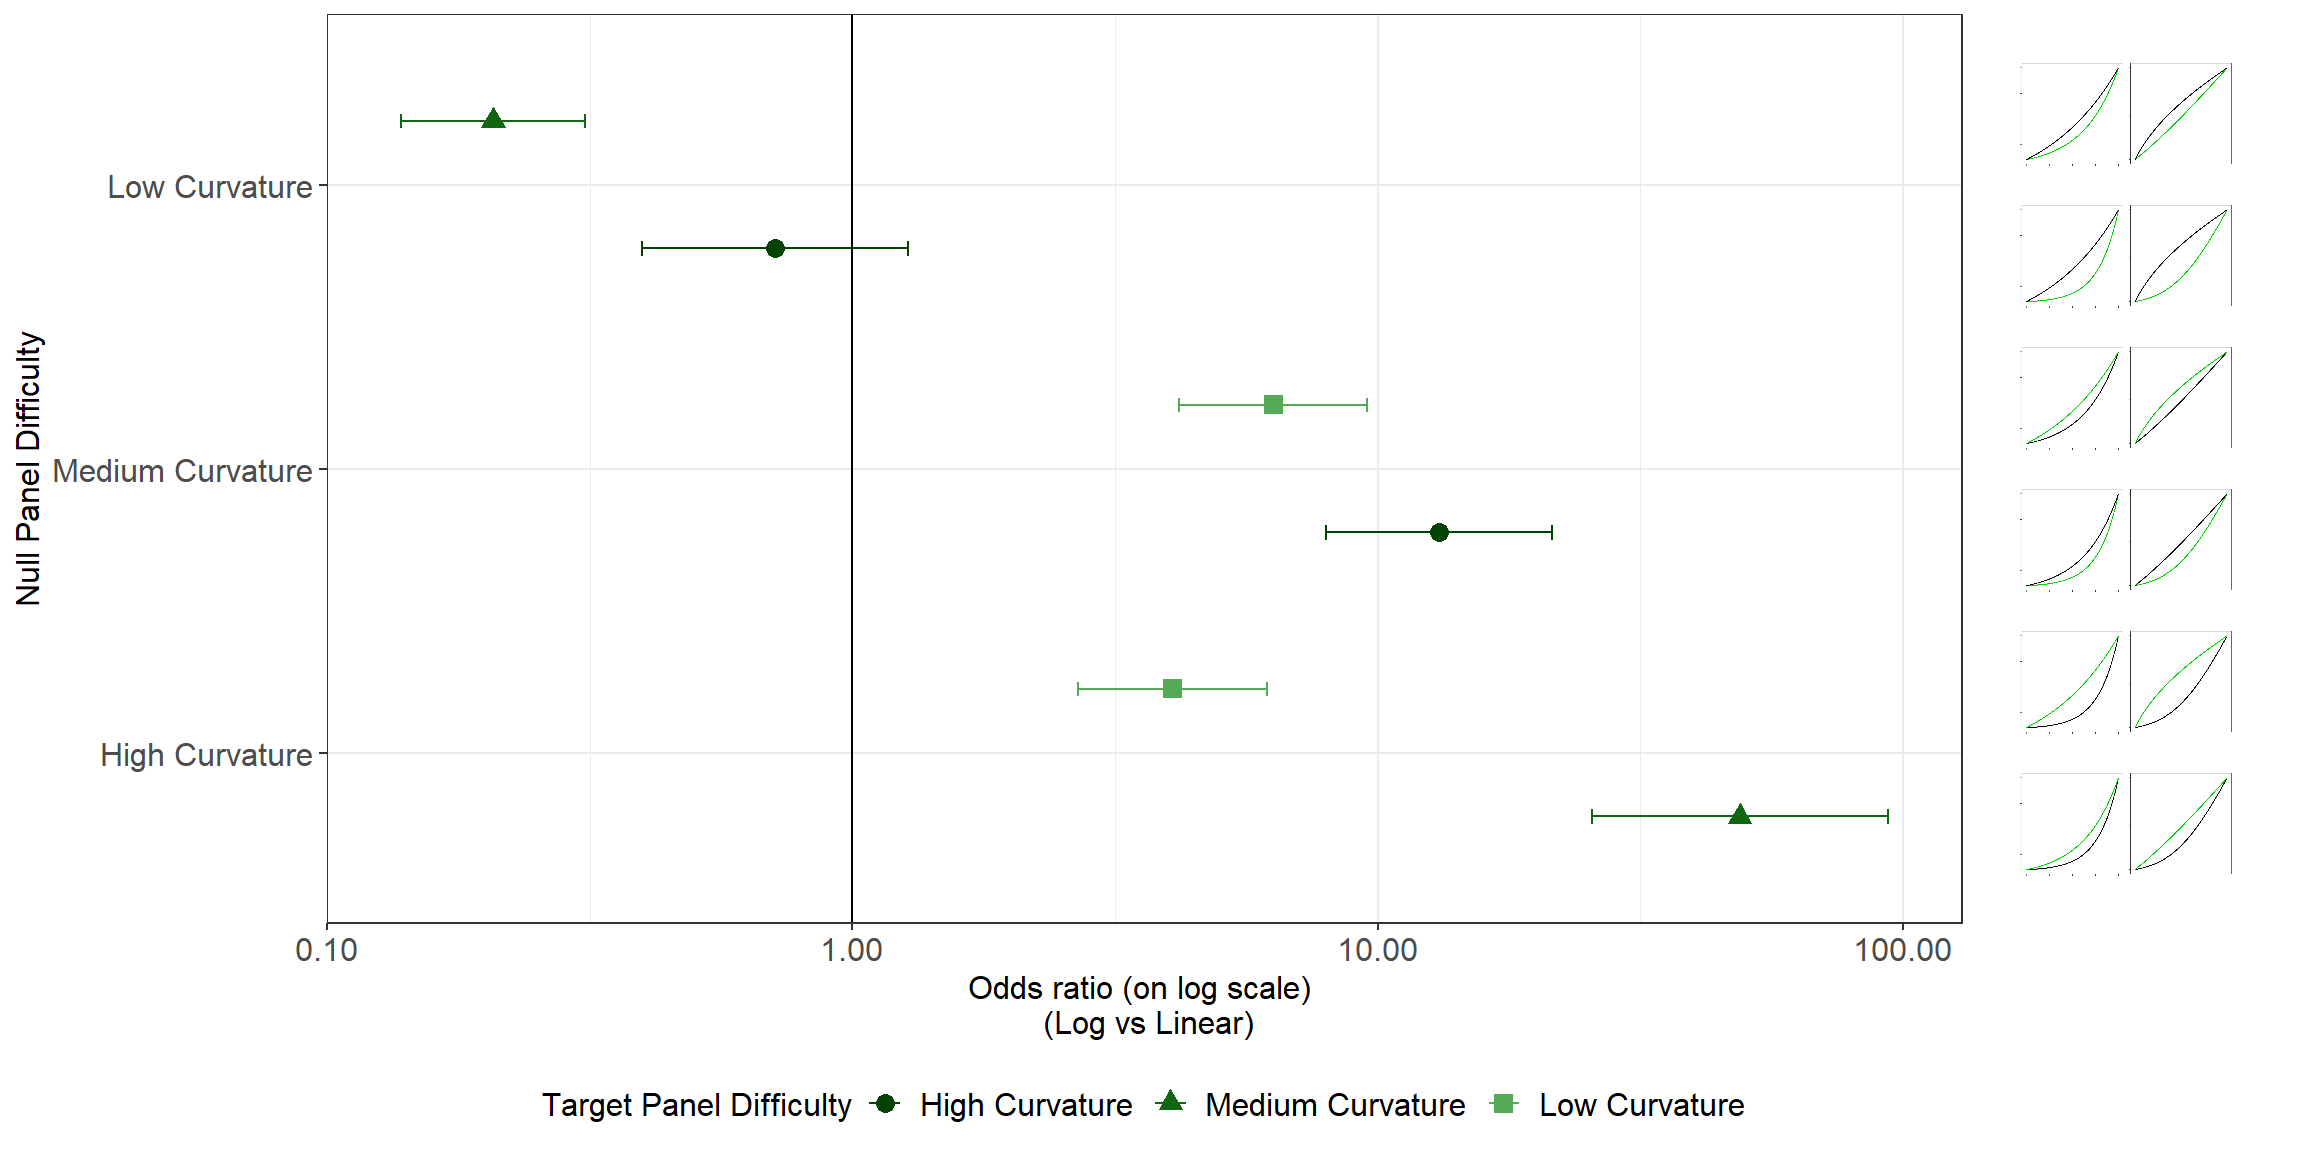 Null Panel Difficulty
Low Curvature
Medium Curvature
High Curvature
0.10
1.00
10.00
100.00
Odds ratio (on log scale)
(Log vs Linear)
Target Panel Difficulty
High Curvature
Medium Curvature
Low Curvature